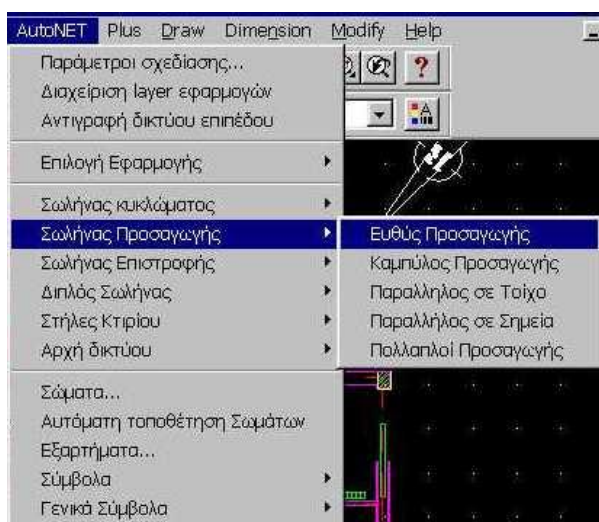 AutoNET Plus Draw Dimension Modify Help
Παράμετροι σχεδίασης...
Διαχείριση layer εφαρμογών
Αντιγραφή δικτύου επιπέδου
Επιλογή Εφαρμογής
Σωλήνας κυκλώματος
Σωλήνας Προσαγωγής
Ευθύς Προσαγωγής
Σωλήνας Επιστροφής
Καμπύλος Προσαγωγής
Διπλός Σωλήνας
Παραλληλος σε Τοίχο
Στήλες Κτιρίου
Παραλλήλος σε Σημεία
Αρχή δικτύου
Πολλαπλοί Προσαγωγής
Σώματα...
Αυτόματη τοποθέτηση Σωμάτων
Εξαρτήματα...
Σύμβολα
Γενικά Σύμβολα